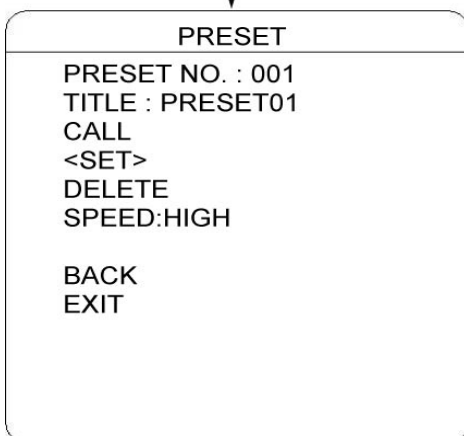 PRESET
PRESET NO. : 001
TITLE : PRESET01
CALL
<SET>
DELETE
SPEED:HIGH
BACK
EXIT